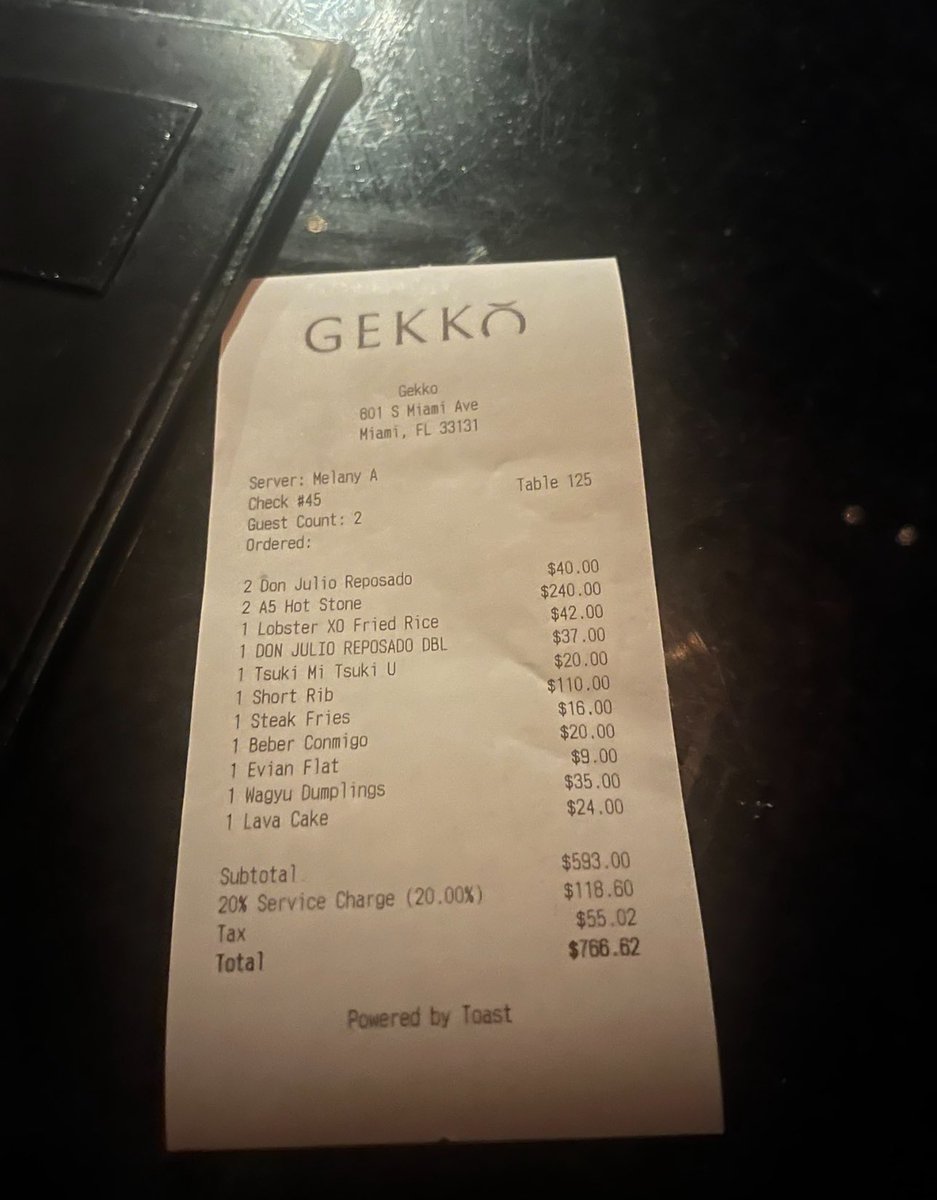 GEKKO
Gekko
601 S Miami Ave
Miami, FL 33131
Server: Melany A
Check #45 Table 125
Guest Count: 2
Ordered:
2 Don Julio Reposado $40.00
2 A5 Hot Stone $240.00
1 Lobster XO Fried Rice $42.00
1 DON JULIO REPOSADO DBL $37.00
1 Tsuki Mi Tsuki U $20.00
1 Short Rib $110.00
1 Steak Fries $16.00
1 Beber Conmigo $20.00
1 Evian Flat $9.00
1 Wagyu Dumplings $35.00
1 Lava Cake $24.00
Subtotal $593.00
20% Service Charge (20.00%) $118.60
Tax $55.02
Total $766.62
Powered by Toast